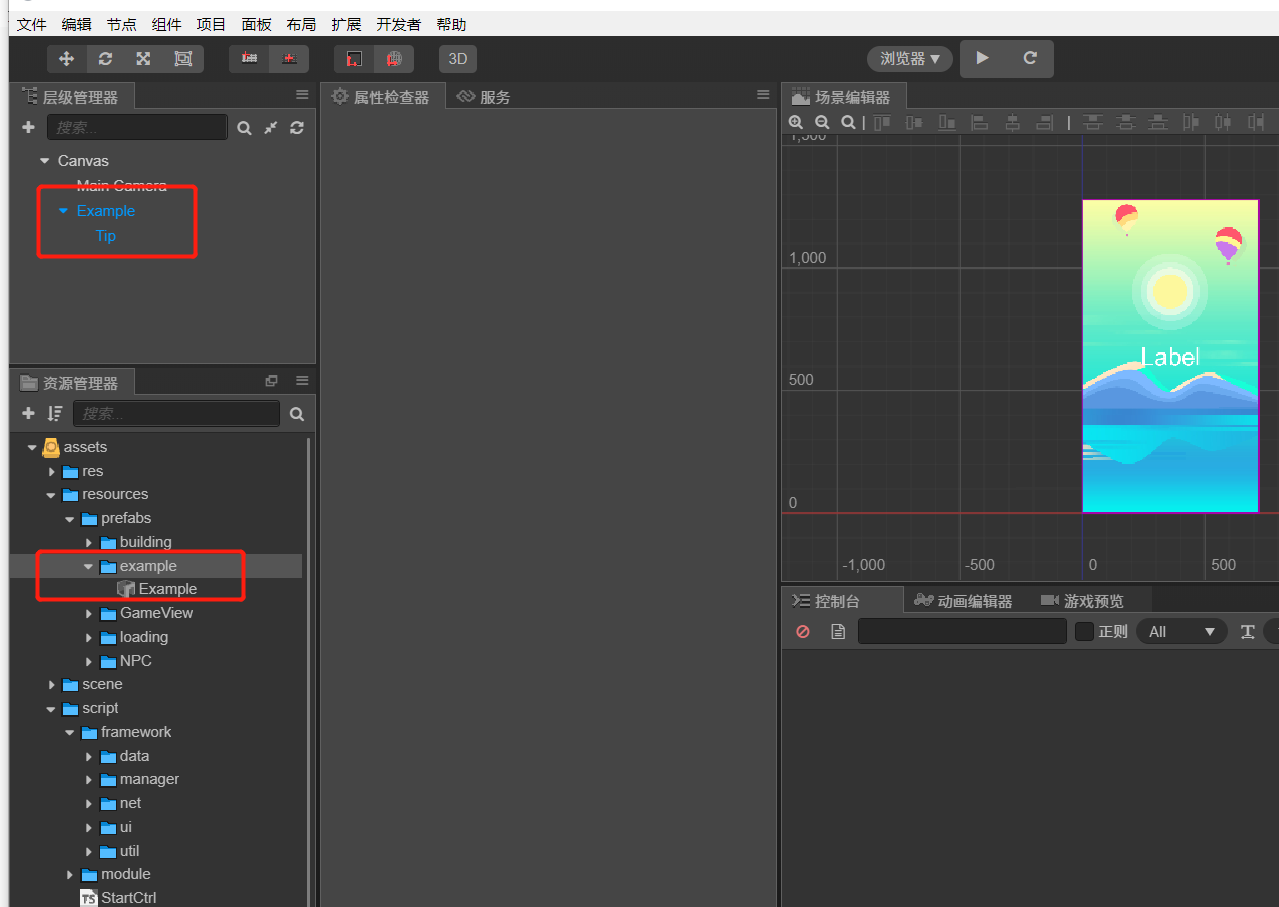 文件 编辑 节点 组件 项目 面板 布局 扩展 开发者 帮助
3D 浏览器 ▼
层级管理器 属性检查器 服务 场景编辑器
搜索...
Canvas
Main Camera
Example
Tip
1,500
1,000
500
0
-1,000 -500 0 500
Label
资源管理器
搜索...
assets
res
resources
prefabs
building
example
Example
GameView
loading
NPC
scene
script
framework
data
manager
net
ui
util
module
TS StartCtrl
控制台 动画编辑器 游戏预览
正则 All ▼